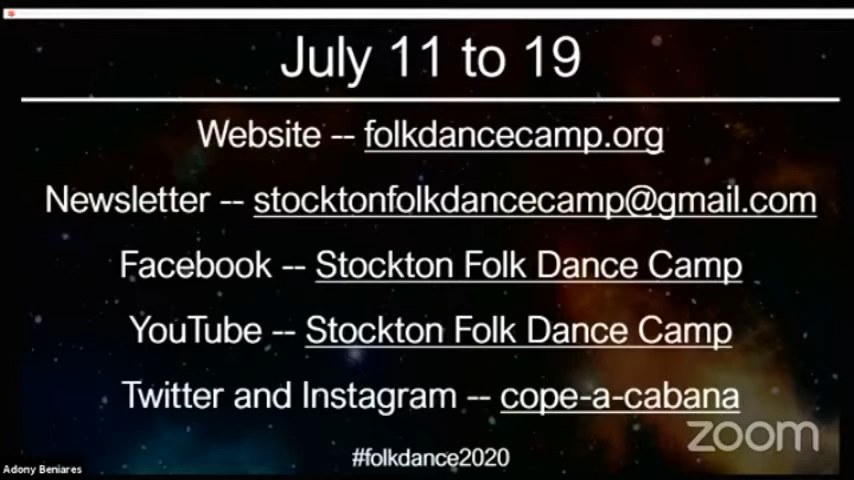 July 11 to 19
Website -- folkdancecamp.org
Newsletter -- stocktonfolkdancecamp@gmail.com
Facebook -- Stockton Folk Dance Camp
YouTube -- Stockton Folk Dance Camp
Twitter and Instagram -- cope-a-cabana
zoom
#folkdance2020
Adony Beniares